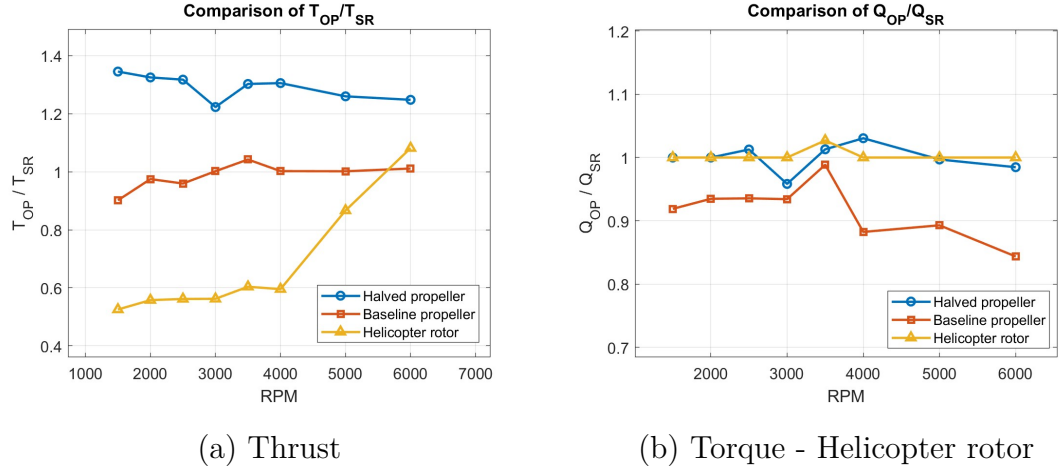 Comparison of T_OP/T_SR
1.4
1.2
1
0.8
0.6
0.4
T_OP / T_SR
1000 2000 3000 4000 5000 6000 7000
RPM
Halved propeller
Baseline propeller
Helicopter rotor
(a) Thrust
Comparison of Q_OP/Q_SR
1.2
1.1
1
0.9
0.8
0.7
Q_OP / Q_SR
2000 3000 4000 5000 6000
RPM
Halved propeller
Baseline propeller
Helicopter rotor
(b) Torque - Helicopter rotor